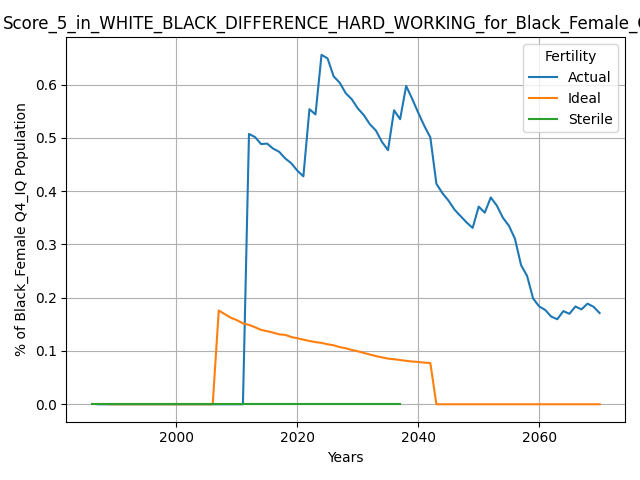 Score_5_in_WHITE_BLACK_DIFFERENCE_HARD_WORKING_for_Black_Female_
Fertility
Actual
Ideal
Sterile
% of Black_Female Q4_IQ Population
0.6
0.5
0.4
0.3
0.2
0.1
0.0
2000 2020 2040 2060
Years